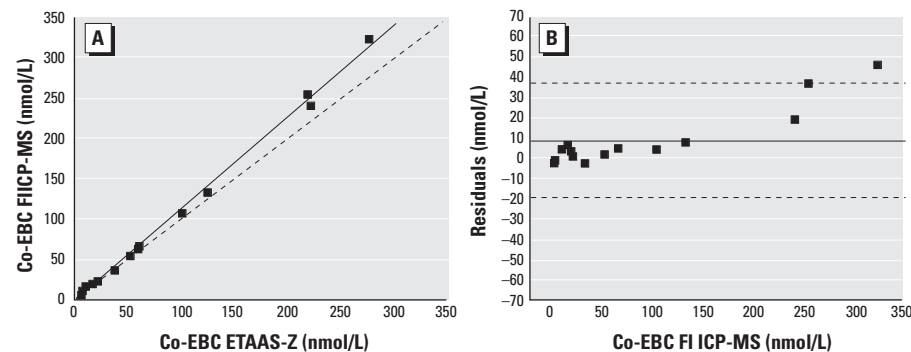 A
Co-EBC FIICP-MS (nmol/L)
350
300
250
200
150
100
50
0
0 50 100 150 200 250 300 350
Co-EBC ETAAS-Z (nmol/L)
B
Residuals (nmol/L)
70
60
50
40
30
20
10
0
–10
–20
–30
–40
–50
–60
–70
0 50 100 150 200 250 300 350
Co-EBC FI ICP-MS (nmol/L)